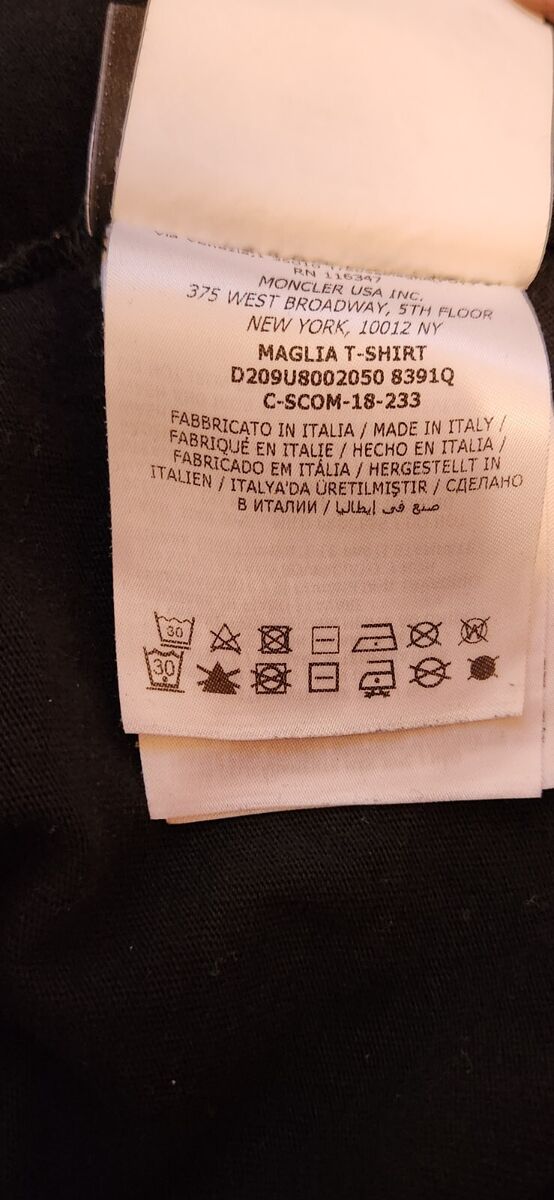 RN 116347
MONCLER USA INC.
375 WEST BROADWAY, 5TH FLOOR
NEW YORK, 10012 NY
MAGLIA T-SHIRT
D209U8002050 8391Q
C-SCOM-18-233
FABBRICATO IN ITALIA / MADE IN ITALY /
FABRIQUÉ EN ITALIE / HECHO EN ITALIA /
FABRICADO EM ITÁLIA / HERGESTELLT IN
ITALIEN / ITALYA'DA ÜRETILMIŞTIR / СДЕЛАНО
В ИТАЛИИ / صنع في إيطاليا
30 W
30